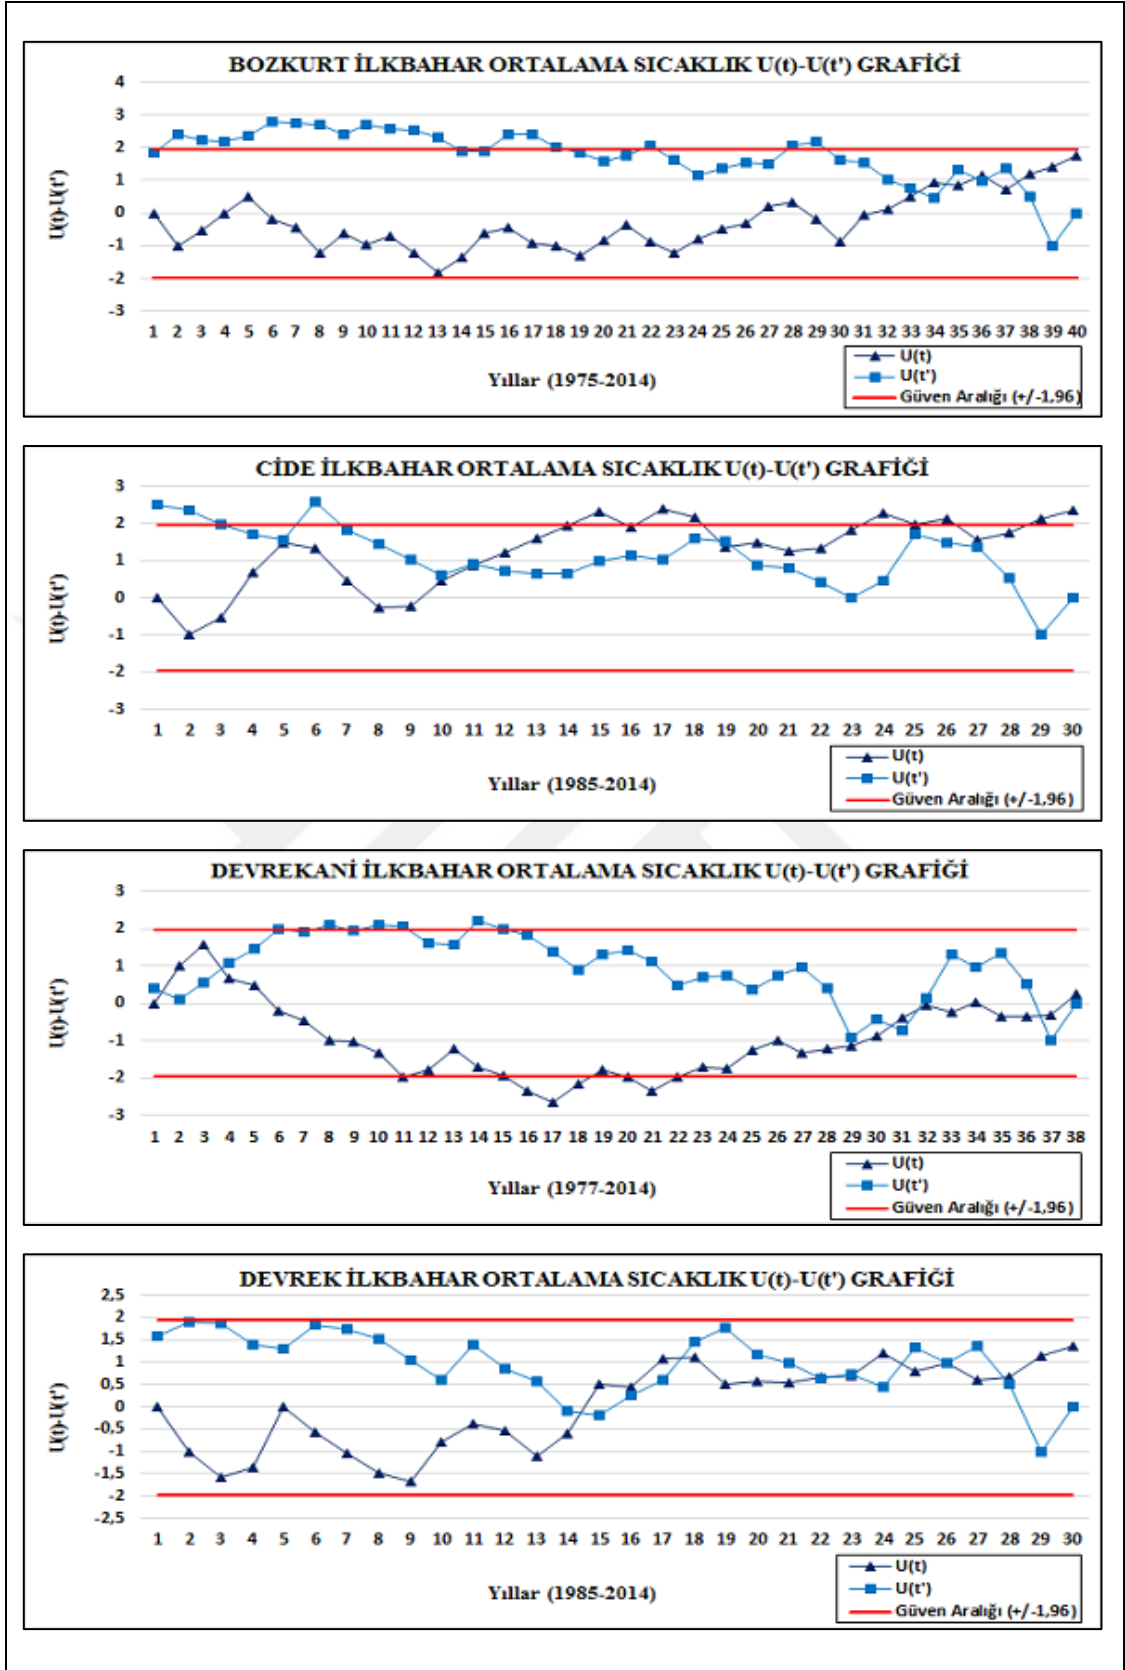 BOZKURT İLKBAHAR ORTALAMA SICAKLIK U(t)-U(t') GRAFİĞİ
4
3
2
1
0
-1
-2
-3
U(t)-U(t')
1 2 3 4 5 6 7 8 9 10 11 12 13 14 15 16 17 18 19 20 21 22 23 24 25 26 27 28 29 30 31 32 33 34 35 36 37 38 39 40
Yıllar (1975-2014)
U(t)
U(t')
Güven Aralığı (+/-1,96)
CİDE İLKBAHAR ORTALAMA SICAKLIK U(t)-U(t') GRAFİĞİ
3
2
1
0
-1
-2
-3
U(t)-U(t')
1 2 3 4 5 6 7 8 9 10 11 12 13 14 15 16 17 18 19 20 21 22 23 24 25 26 27 28 29 30
Yıllar (1985-2014)
U(t)
U(t')
Güven Aralığı (+/-1,96)
DEVREKANİ İLKBAHAR ORTALAMA SICAKLIK U(t)-U(t') GRAFİĞİ
3
2
1
0
-1
-2
-3
U(t)-U(t')
1 2 3 4 5 6 7 8 9 10 11 12 13 14 15 16 17 18 19 20 21 22 23 24 25 26 27 28 29 30 31 32 33 34 35 36 37 38
Yıllar (1977-2014)
U(t)
U(t')
Güven Aralığı (+/-1,96)
DEVREK İLKBAHAR ORTALAMA SICAKLIK U(t)-U(t') GRAFİĞİ
2,5
2
1,5
1
0,5
0
-0,5
-1
-1,5
-2
-2,5
U(t)-U(t')
1 2 3 4 5 6 7 8 9 10 11 12 13 14 15 16 17 18 19 20 21 22 23 24 25 26 27 28 29 30
Yıllar (1985-2014)
U(t)
U(t')
Güven Aralığı (+/-1,96)